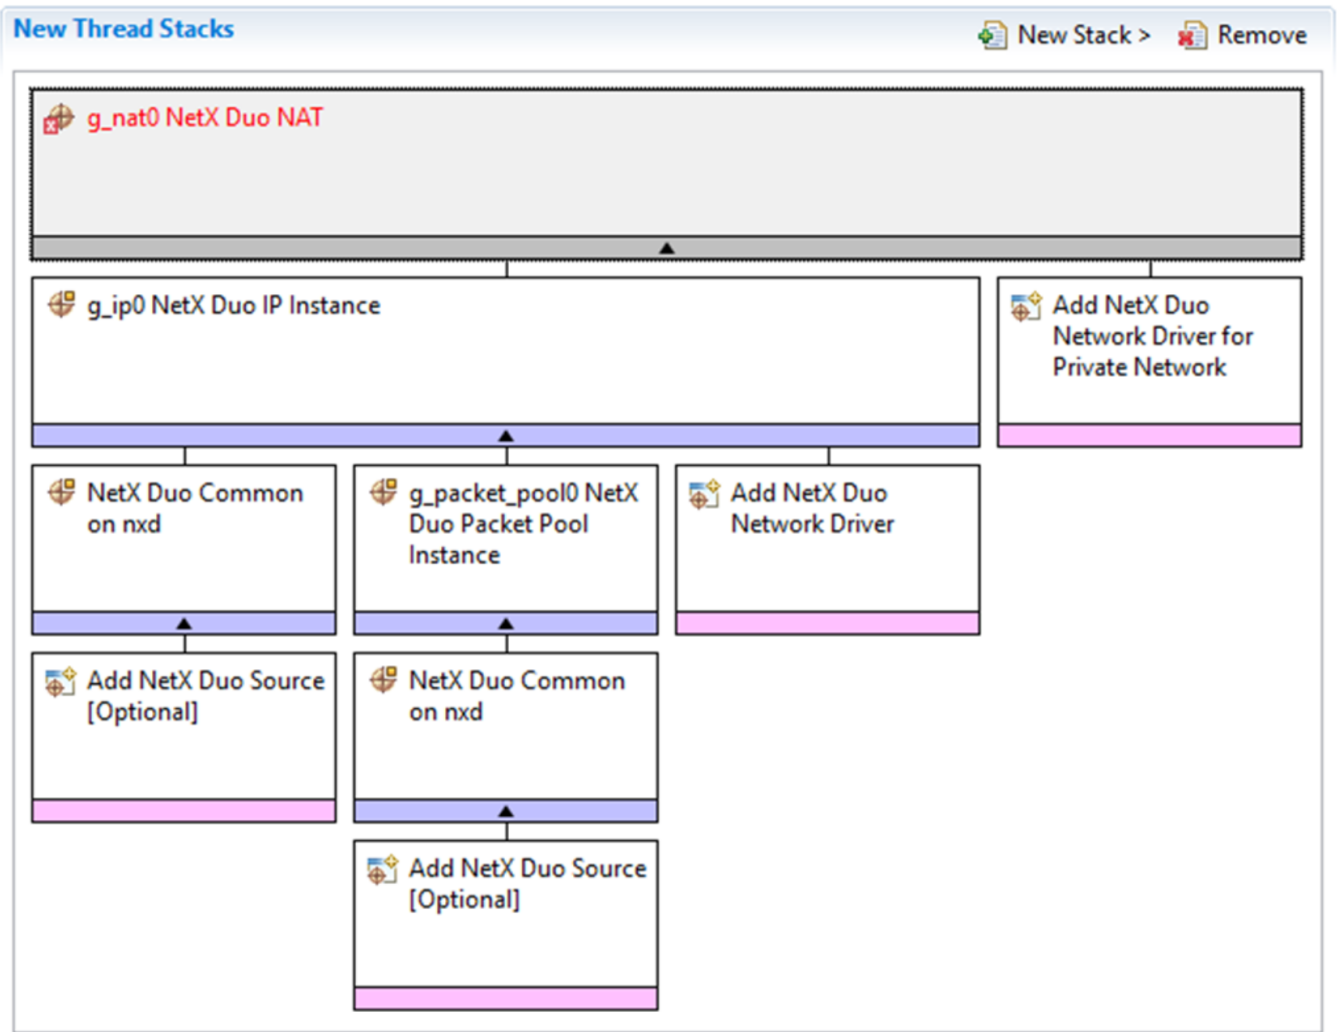 New Thread Stacks
New Stack >
Remove
g_nat0 NetX Duo NAT
g_ip0 NetX Duo IP Instance
Add NetX Duo
Network Driver for
Private Network
NetX Duo Common
on nxd
g_packet_pool0 NetX
Duo Packet Pool
Instance
Add NetX Duo
Network Driver
Add NetX Duo Source
[Optional]
NetX Duo Common
on nxd
Add NetX Duo Source
[Optional]